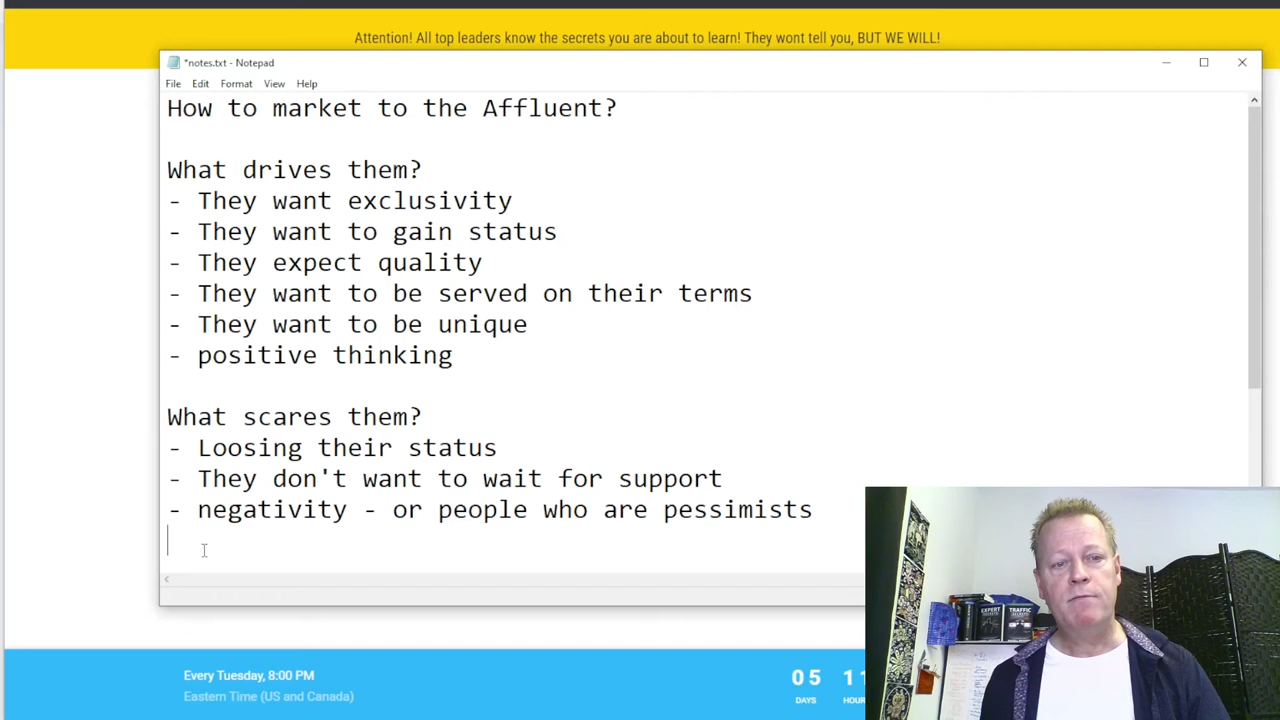 Attention! All top leaders know the secrets you are about to learn! They wont tell you, BUT WE WILL!
*notes.txt - Notepad
File Edit Format View Help
How to market to the Affluent?
What drives them?
- They want exclusivity
- They want to gain status
- They expect quality
- They want to be served on their terms
- They want to be unique
- positive thinking
What scares them?
- Loosing their status
- They don't want to wait for support
- negativity - or people who are pessimists
EXPERT SECRETS
TRAFFIC SECRETS
Every Tuesday, 8:00 PM
Eastern Time (US and Canada)
05
DAYS